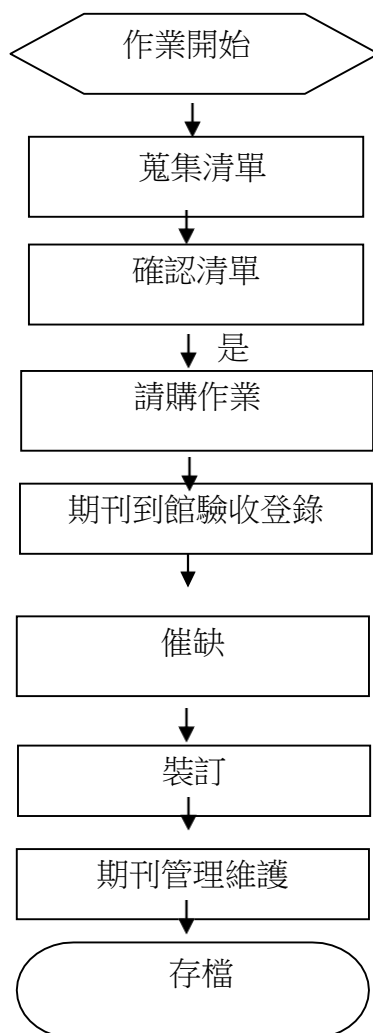 作業開始
蒐集清單
確認清單
是
請購作業
期刊到館驗收登錄
催缺
裝訂
期刊管理維護
存檔